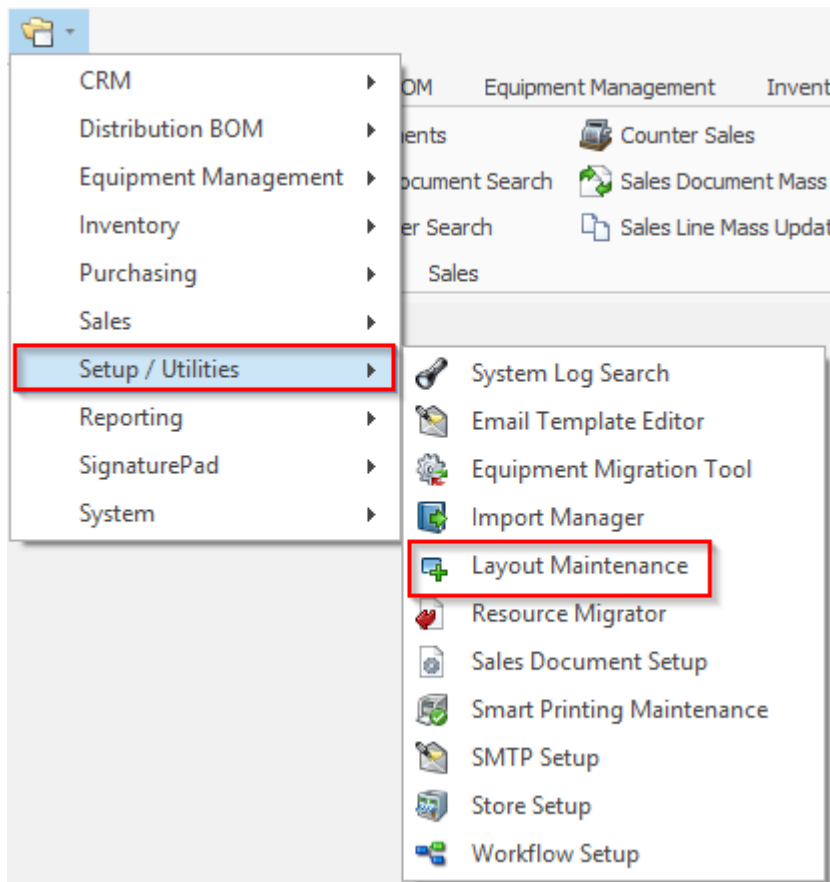 CRM
Distribution BOM
Equipment Management
Inventory
Purchasing
Sales
Setup / Utilities
Reporting
SignaturePad
System
Equipment Management
Counter Sales
Search
Sales Document Mass
Search
Sales Line Mass
Sales
System Log Search
Email Template Editor
Equipment Migration Tool
Import Manager
Layout Maintenance
Resource Migrator
Sales Document Setup
Smart Printing Maintenance
SMTP Setup
Store Setup
Workflow Setup